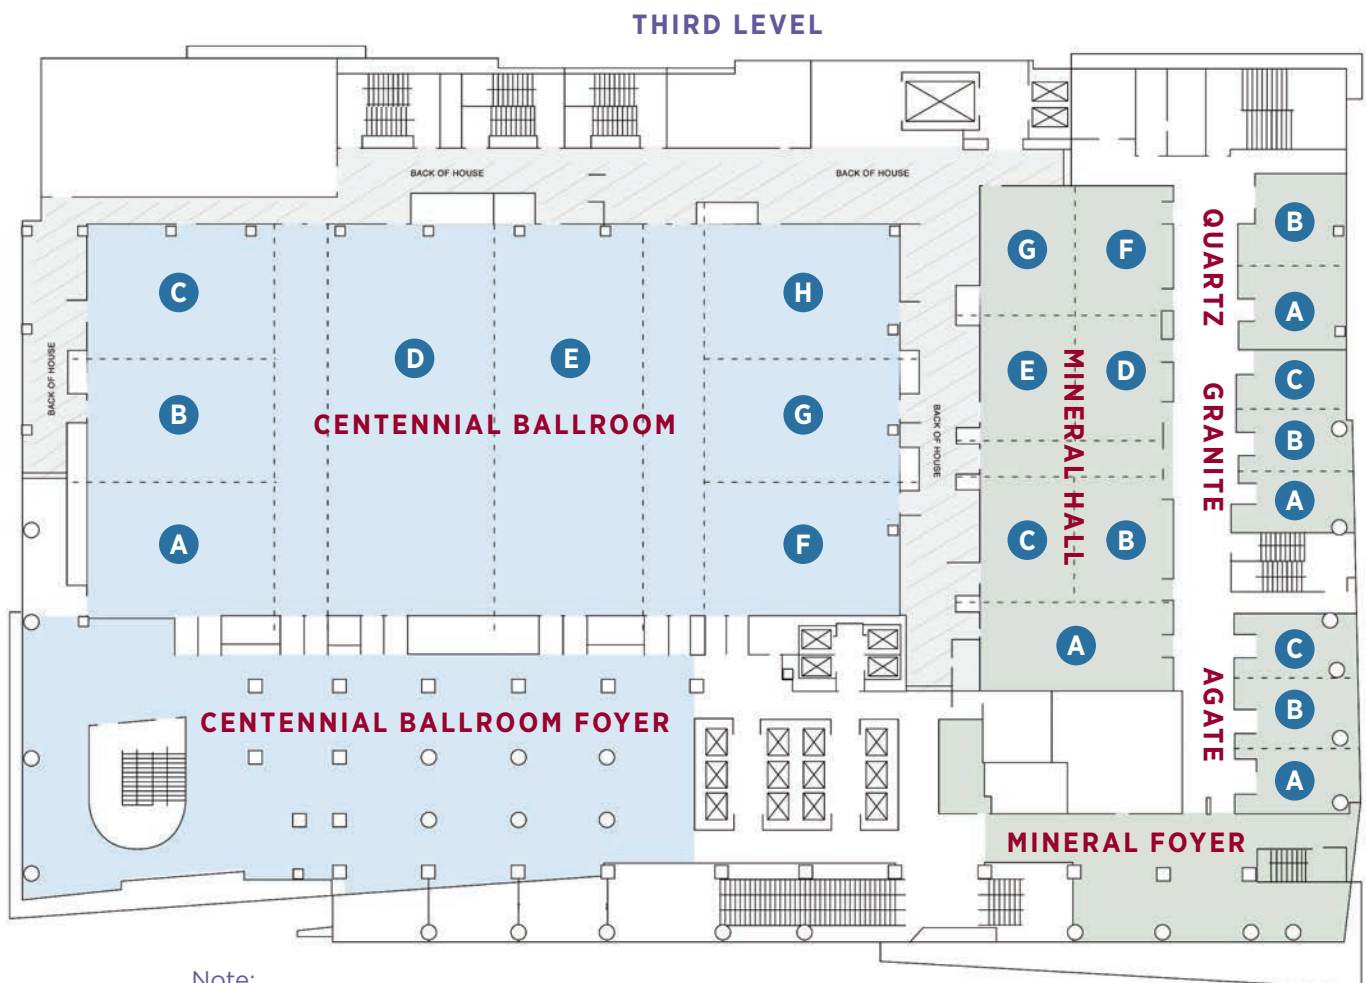 THIRD LEVEL
BACK OF HOUSE
BACK OF HOUSE
BACK OF HOUSE
BACK OF HOUSE
C
B
A
D
E
H
G
F
CENTENNIAL BALLROOM
CENTENNIAL BALLROOM FOYER
G
F
E
D
C
B
A
MINERAL HALL
QUARTZ
B
A
GRANITE
C
B
A
AGATE
C
B
A
MINERAL FOYER
Note: